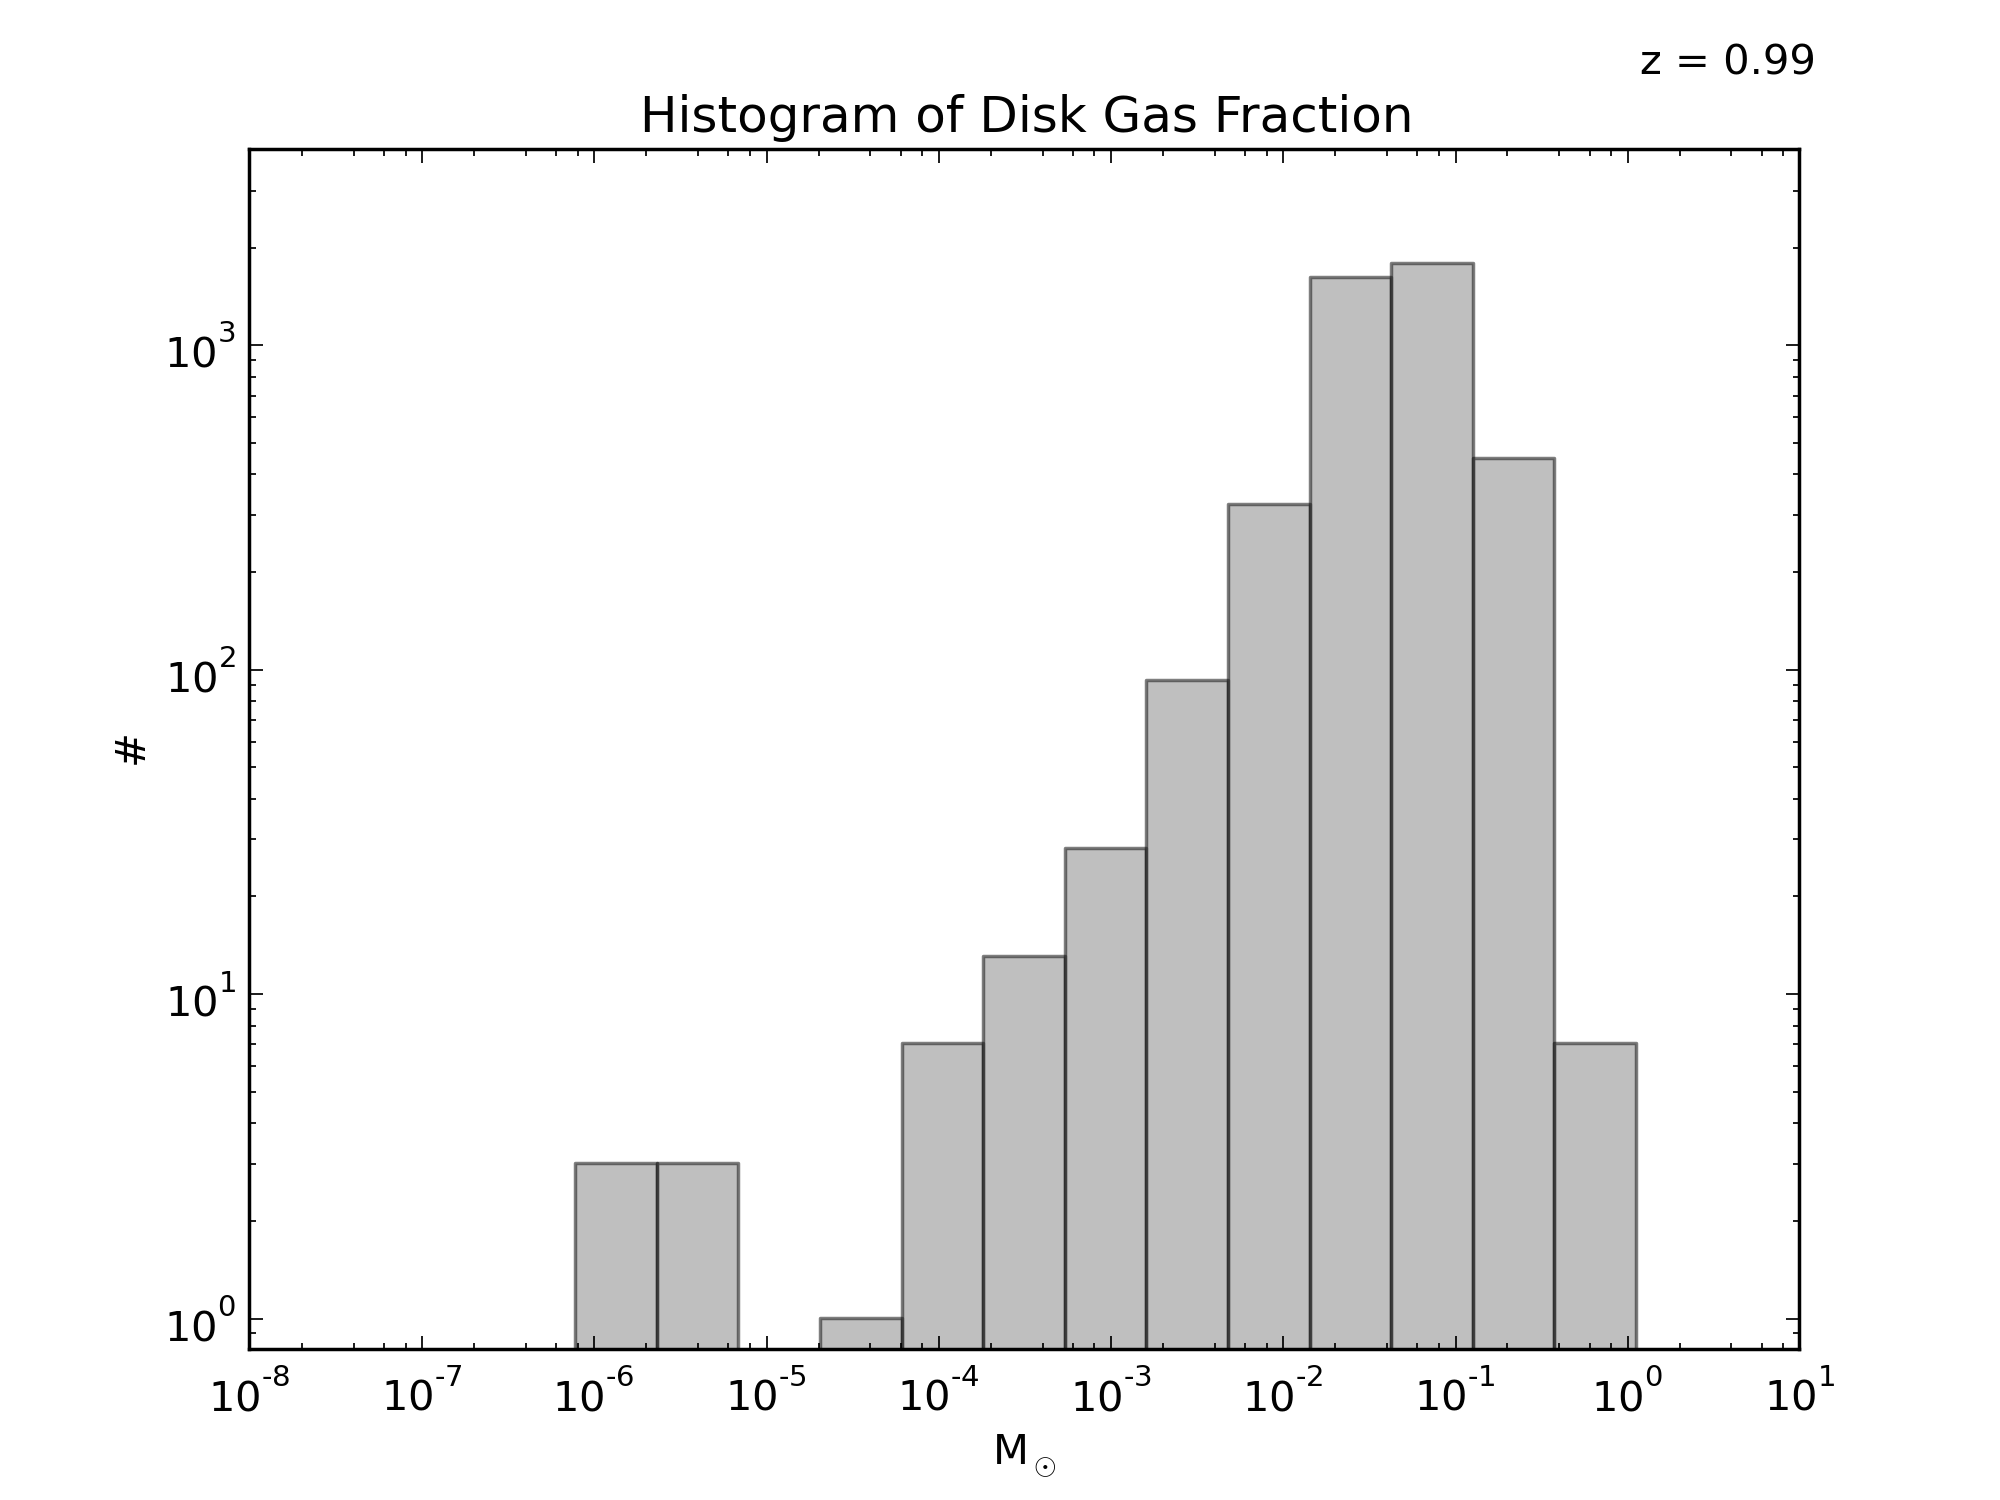 z = 0.99
Histogram of Disk Gas Fraction
10³
10²
10¹
10⁰
#
10⁻⁸ 10⁻⁷ 10⁻⁶ 10⁻⁵ 10⁻⁴ 10⁻³ 10⁻² 10⁻¹ 10⁰ 10¹
M☉